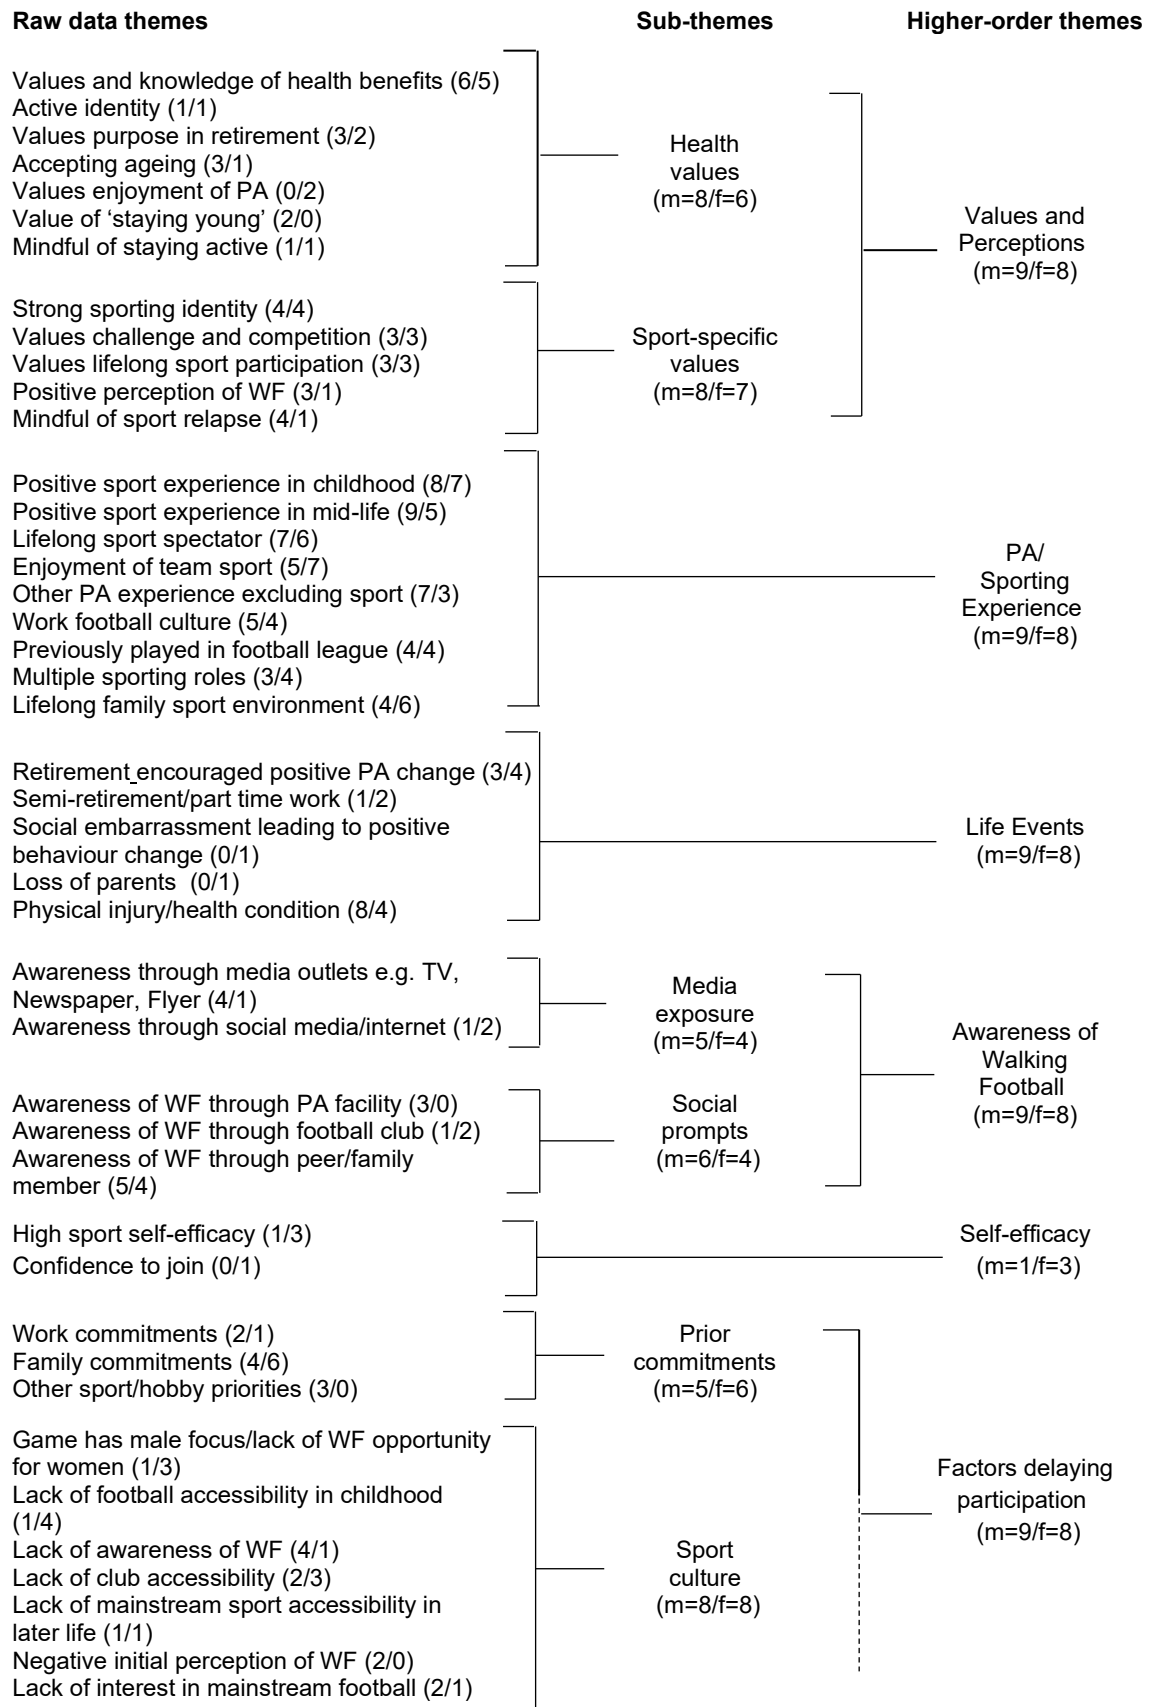 Raw data themes
Sub-themes
Higher-order themes
Values and knowledge of health benefits (6/5)
Active identity (1/1)
Values purpose in retirement (3/2)
Accepting ageing (3/1)
Values enjoyment of PA (0/2)
Value of ‘staying young’ (2/0)
Mindful of staying active (1/1)
Health
values
(m=8/f=6)
Strong sporting identity (4/4)
Values challenge and competition (3/3)
Values lifelong sport participation (3/3)
Positive perception of WF (3/1)
Mindful of sport relapse (4/1)
Sport-specific
values
(m=8/f=7)
Values and
Perceptions
(m=9/f=8)
Positive sport experience in childhood (8/7)
Positive sport experience in mid-life (9/5)
Lifelong sport spectator (7/6)
Enjoyment of team sport (5/7)
Other PA experience excluding sport (7/3)
Work football culture (5/4)
Previously played in football league (4/4)
Multiple sporting roles (3/4)
Lifelong family sport environment (4/6)
PA/
Sporting
Experience
(m=9/f=8)
Retirement encouraged positive PA change (3/4)
Semi-retirement/part time work (1/2)
Social embarrassment leading to positive
behaviour change (0/1)
Loss of parents (0/1)
Physical injury/health condition (8/4)
Life Events
(m=9/f=8)
Awareness through media outlets e.g. TV,
Newspaper, Flyer (4/1)
Awareness through social media/internet (1/2)
Media
exposure
(m=5/f=4)
Awareness of WF through PA facility (3/0)
Awareness of WF through football club (1/2)
Awareness of WF through peer/family
member (5/4)
Social
prompts
(m=6/f=4)
Awareness of
Walking
Football
(m=9/f=8)
High sport self-efficacy (1/3)
Confidence to join (0/1)
Self-efficacy
(m=1/f=3)
Work commitments (2/1)
Family commitments (4/6)
Other sport/hobby priorities (3/0)
Prior
commitments
(m=5/f=6)
Game has male focus/lack of WF opportunity
for women (1/3)
Lack of football accessibility in childhood
(1/4)
Lack of awareness of WF (4/1)
Lack of club accessibility (2/3)
Lack of mainstream sport accessibility in
later life (1/1)
Negative initial perception of WF (2/0)
Lack of interest in mainstream football (2/1)
Sport
culture
(m=8/f=8)
Factors delaying
participation
(m=9/f=8)